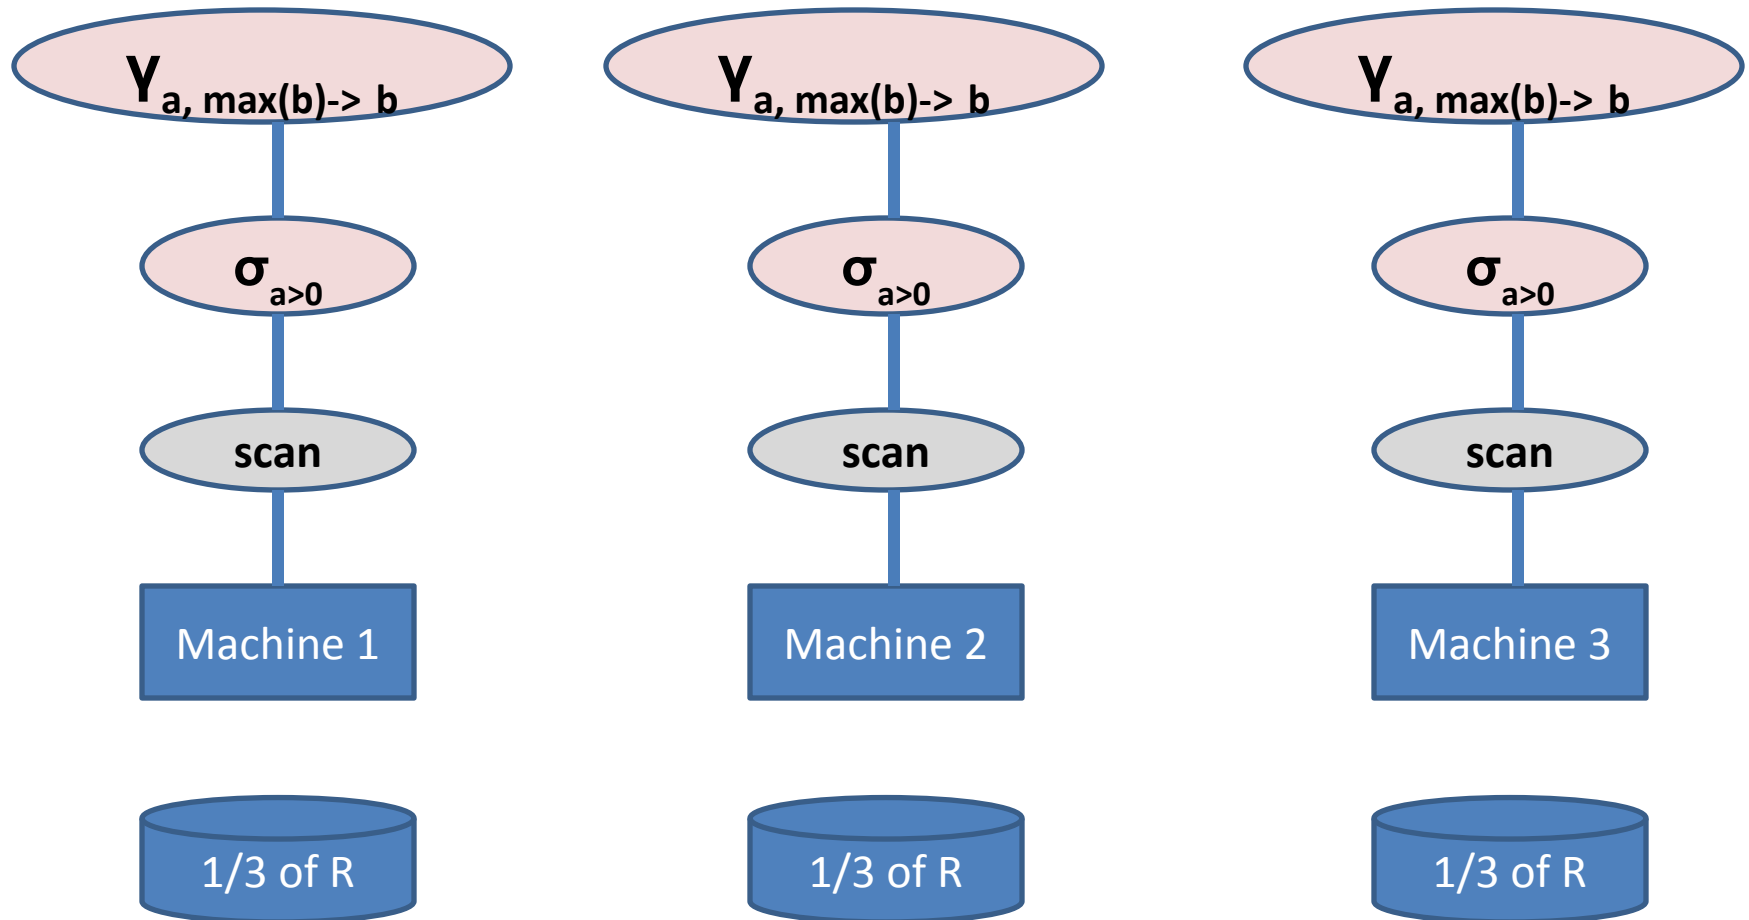 γa, max(b)-> b
γa, max(b)-> b
γa, max(b)-> b
σa>0
σa>0
σa>0
scan
scan
scan
Machine 1
Machine 2
Machine 3
1/3 of R
1/3 of R
1/3 of R